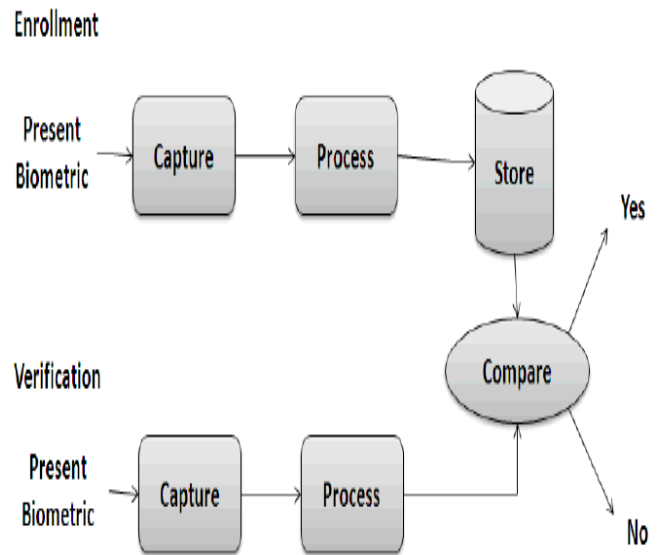 Enrollment
Present
Biometric
Capture
Process
Store
Yes
Compare
Verification
Present
Biometric
Capture
Process
No